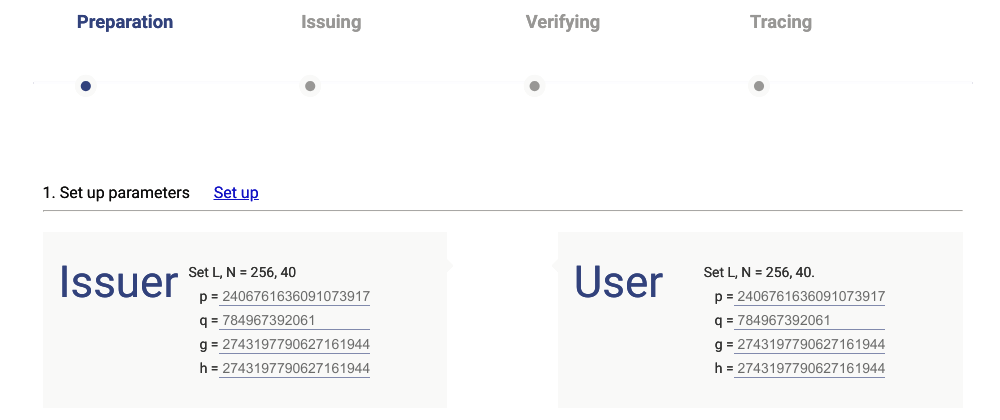 Preparation Issuing Verifying Tracing
1. Set up parameters Set up
Issuer
Set L, N = 256, 40
p = 2406761636091073917
q = 784967392061
g = 2743197790627161944
h = 2743197790627161944
User
Set L, N = 256, 40.
p = 2406761636091073917
q = 784967392061
g = 2743197790627161944
h = 2743197790627161944